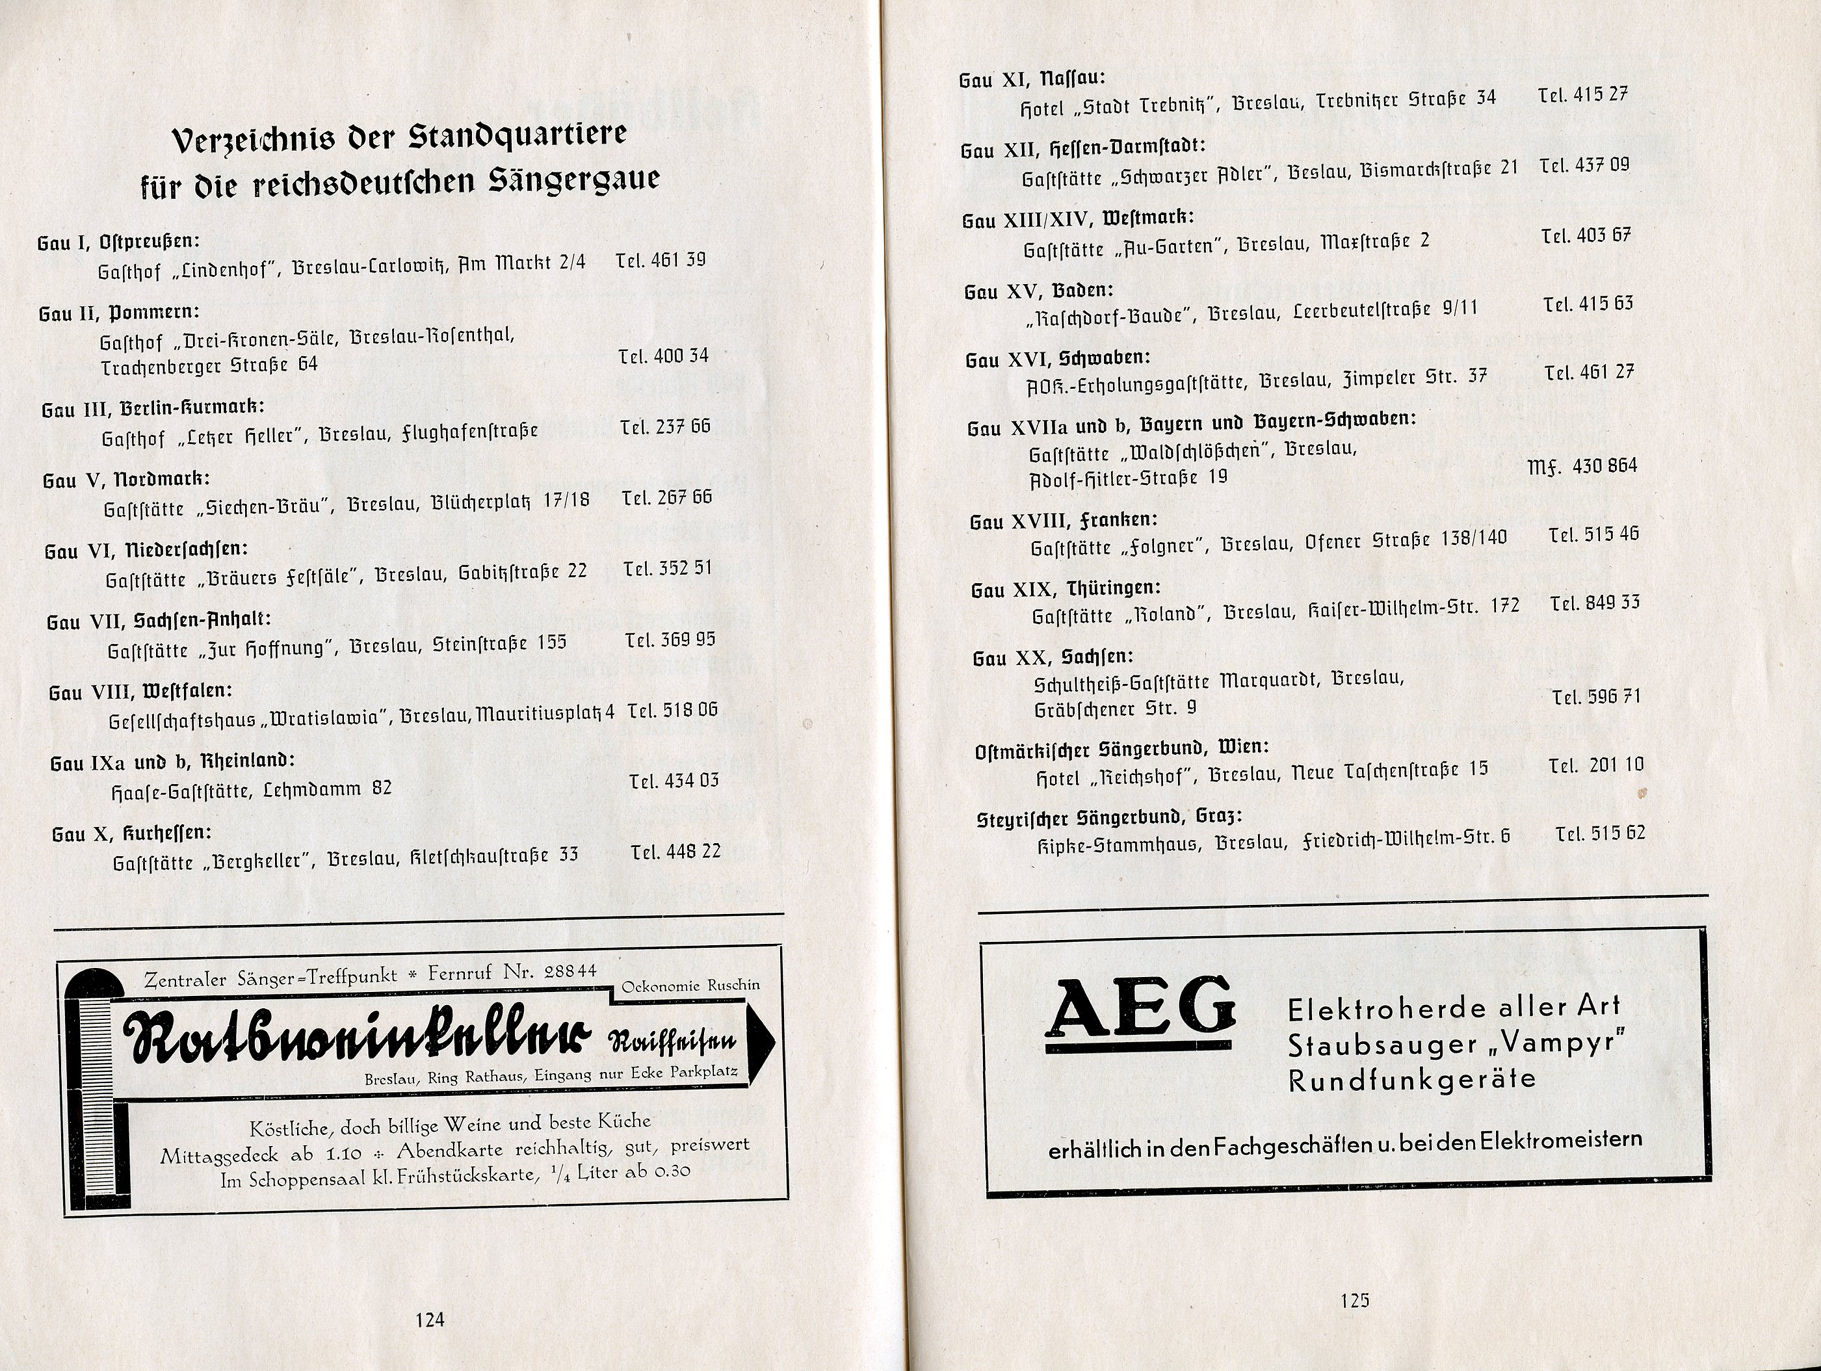 Verzeichnis der Standquartiere
für die reichsdeutschen Sängergaue
Gau I, Ostpreußen:
Gasthof „Lindenhof", Breslau-Carlowitz, Am Markt 2/4 Tel. 461 39
Gau II, Pommern:
Gasthof „Drei-Kronen-Säle, Breslau-Rosenthal,
Trachenberger Straße 64 Tel. 400 34
Gau III, Berlin-Kurmark:
Gasthof „Letzer Heller", Breslau, Flughafenstraße Tel. 237 66
Gau V, Nordmark:
Gaststätte „Siechen-Bräu", Breslau, Blücherplatz 17/18 Tel. 267 66
Gau VI, Niedersachsen:
Gaststätte „Bräuers Festsäle", Breslau, Gabitzstraße 22 Tel. 352 51
Gau VII, Sachsen-Anhalt:
Gaststätte „Zur Hoffnung", Breslau, Steinstraße 155 Tel. 369 95
Gau VIII, Westfalen:
Gesellschaftshaus „Wratislawia", Breslau, Mauritiusplatz 4 Tel. 518 06
Gau IXa und b, Rheinland:
Haase-Gaststätte, Lehmdamm 82 Tel. 434 03
Gau X, Kurhessen:
Gaststätte „Bergkeller", Breslau, Kletschkaustraße 33 Tel. 448 22
Zentraler Sänger=Treffpunkt * Fernruf Nr. 28844
Oekonomie Ruschin
Ratsweinkeller Raiffeisen
Breslau, Ring Rathaus, Eingang nur Ecke Parkplatz
Köstliche, doch billige Weine und beste Küche
Mittagsedeck ab 1.10 ÷ Abendkarte reichhaltig, gut, preiswert
Im Schoppensaal kl. Frühstückskarte, 1/4 Liter ab 0.30
124
Gau XI, Nassau:
Hotel „Stadt Trebnitz", Breslau, Trebnitzer Straße 34 Tel. 415 27
Gau XII, Hessen-Darmstadt:
Gaststätte „Schwarzer Adler", Beslau, Bismarckstraße 21 Tel. 437 09
Gau XIII/XIV, Westmark:
Gaststätte „Au-Garten", Breslau, Maxstraße 2 Tel. 403 67
Gau XV, Baden:
„Raschdorf-Baude", Breslau, Leerbeutelstraße 9/11 Tel. 415 63
Gau XVI, Schwaben:
AOK.-Erholungsgaststätte, Breslau, Zimpeler Str. 37 Tel. 461 27
Gau XVIIa und b, Bayern und Bayern-Schwaben:
Gaststätte „Waldschlößchen", Breslau,
Adolf-Hitler-Straße 19 Mf. 430 864
Gau XVIII, Franken:
Gaststätte „Folgner", Breslau, Ofener Straße 138/140 Tel. 515 46
Gau XIX, Thüringen:
Gaststätte „Roland", Breslau, Kaiser-Wilhelm-Str. 172 Tel. 849 33
Gau XX, Sachsen:
Schultheiß-Gaststätte Marquardt, Breslau,
Gräbschener Str. 9 Tel. 596 71
Ostmärkischer Sängerbund, Wien:
Hotel „Reichshof", Breslau, Neue Taschenstraße 15 Tel. 201 10
Steyrischer Sängerbund, Graz:
Kipke-Stammhaus, Breslau, Friedrich-Wilhelm-Str. 6 Tel. 515 62
AEG
Elektroherde aller Art
Staubsauger „Vampyr"
Rundfunkgeräte
erhältlich in den Fachgeschäften u. bei den Elektromeistern
125